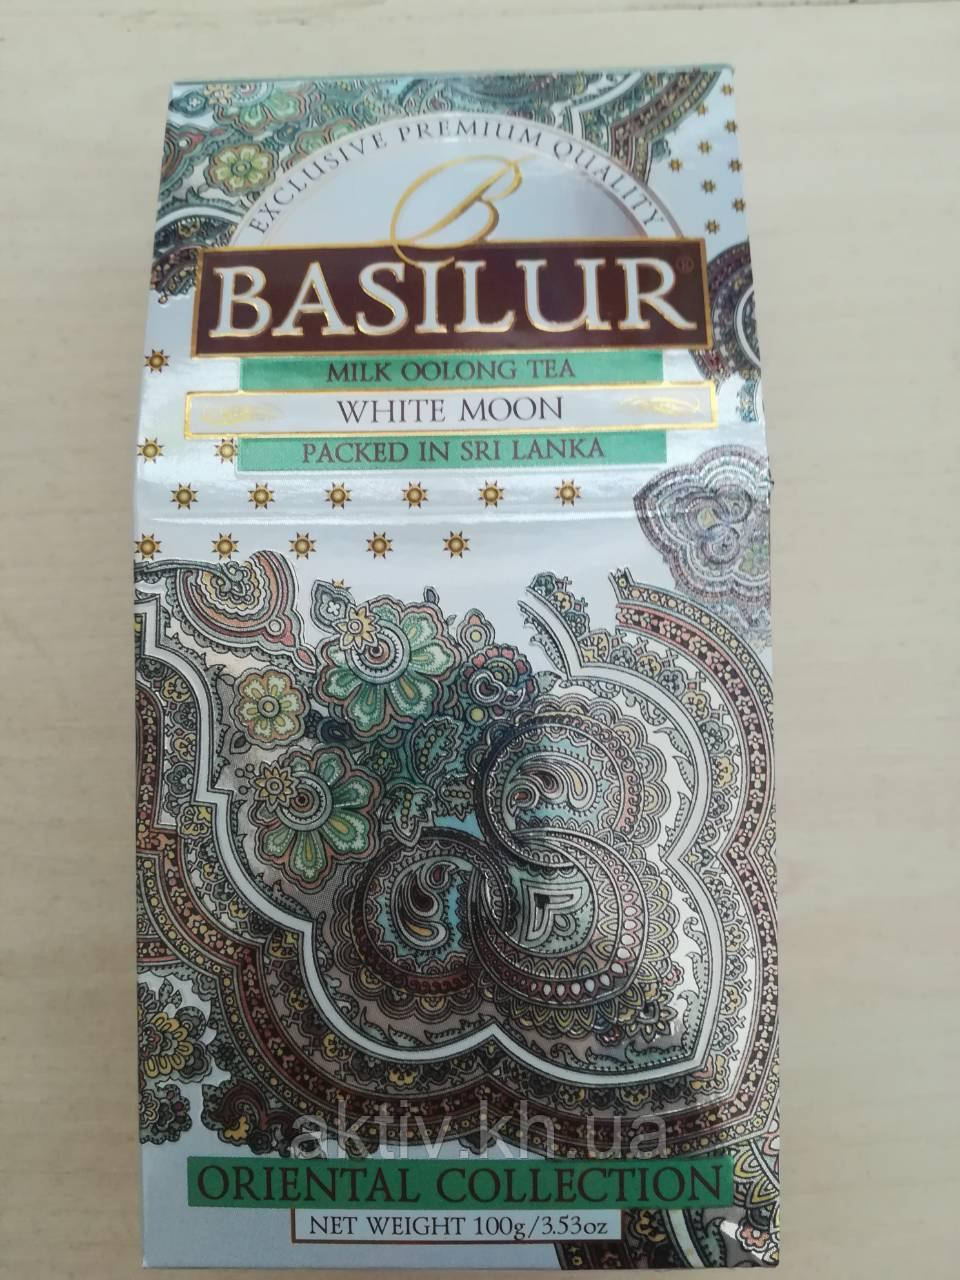 EXCLUSIVE PREMIUM QUALITY
B
BASILUR®
MILK OOLONG TEA
WHITE MOON
PACKED IN SRI LANKA
aktiv.kh.ua
ORIENTAL COLLECTION
NET WEIGHT 100g/3.53oz